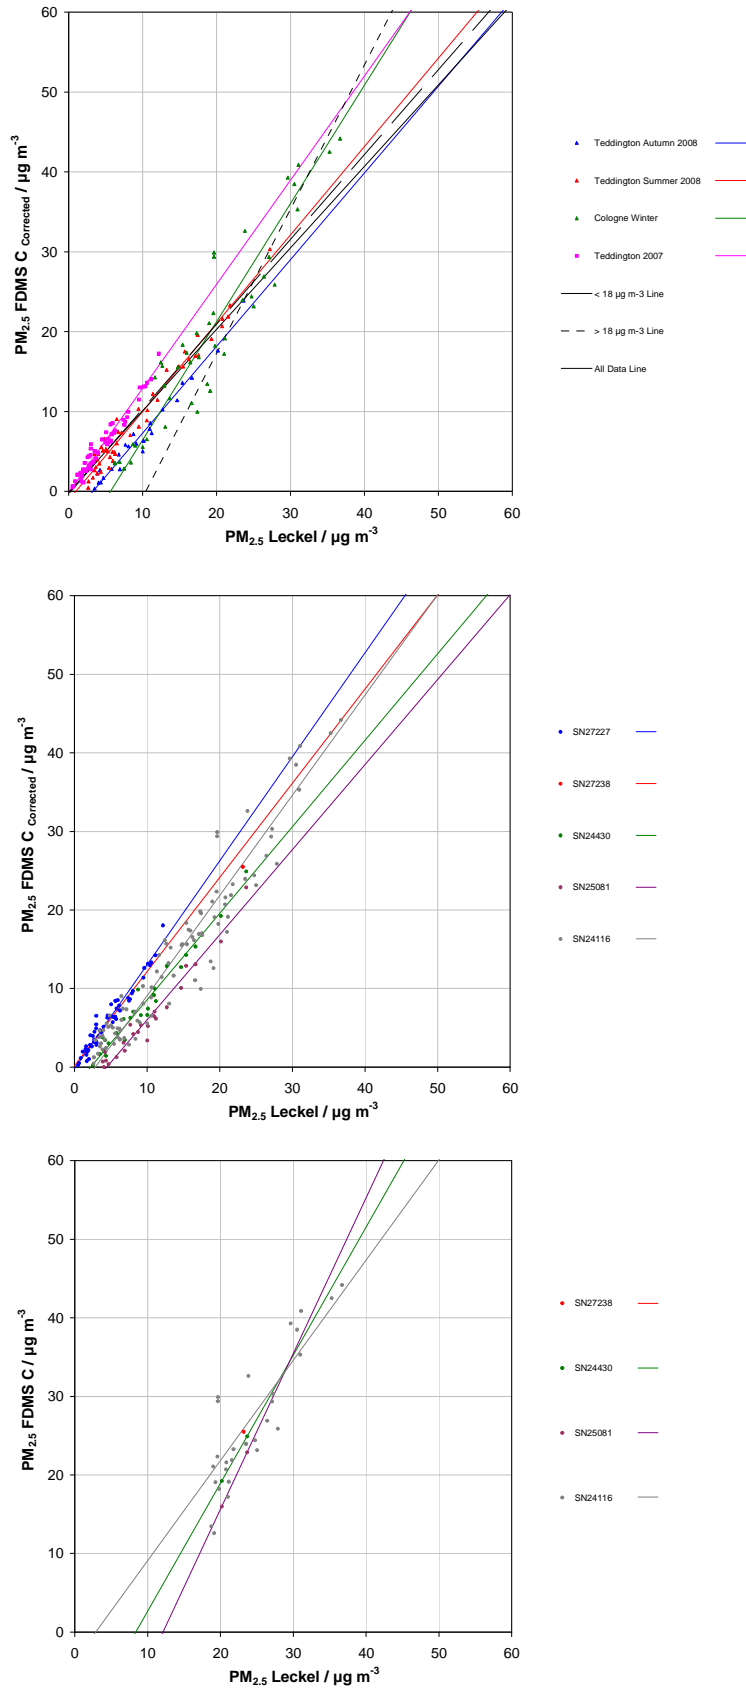 60
50
40
30
20
10
0
PM2.5 FDMS C Corrected / µg m-3
0 10 20 30 40 50 60
PM2.5 Leckel / µg m-3
Teddington Autumn 2008
Teddington Summer 2008
Cologne Winter
Teddington 2007
< 18 µg m-3 Line
> 18 µg m-3 Line
All Data Line
60
50
40
30
20
10
0
PM2.5 FDMS C Corrected / µg m-3
0 10 20 30 40 50 60
PM2.5 Leckel / µg m-3
SN27227
SN27238
SN24430
SN25081
SN24116
60
50
40
30
20
10
0
PM2.5 FDMS C / µg m-3
0 10 20 30 40 50 60
PM2.5 Leckel / µg m-3
SN27238
SN24430
SN25081
SN24116